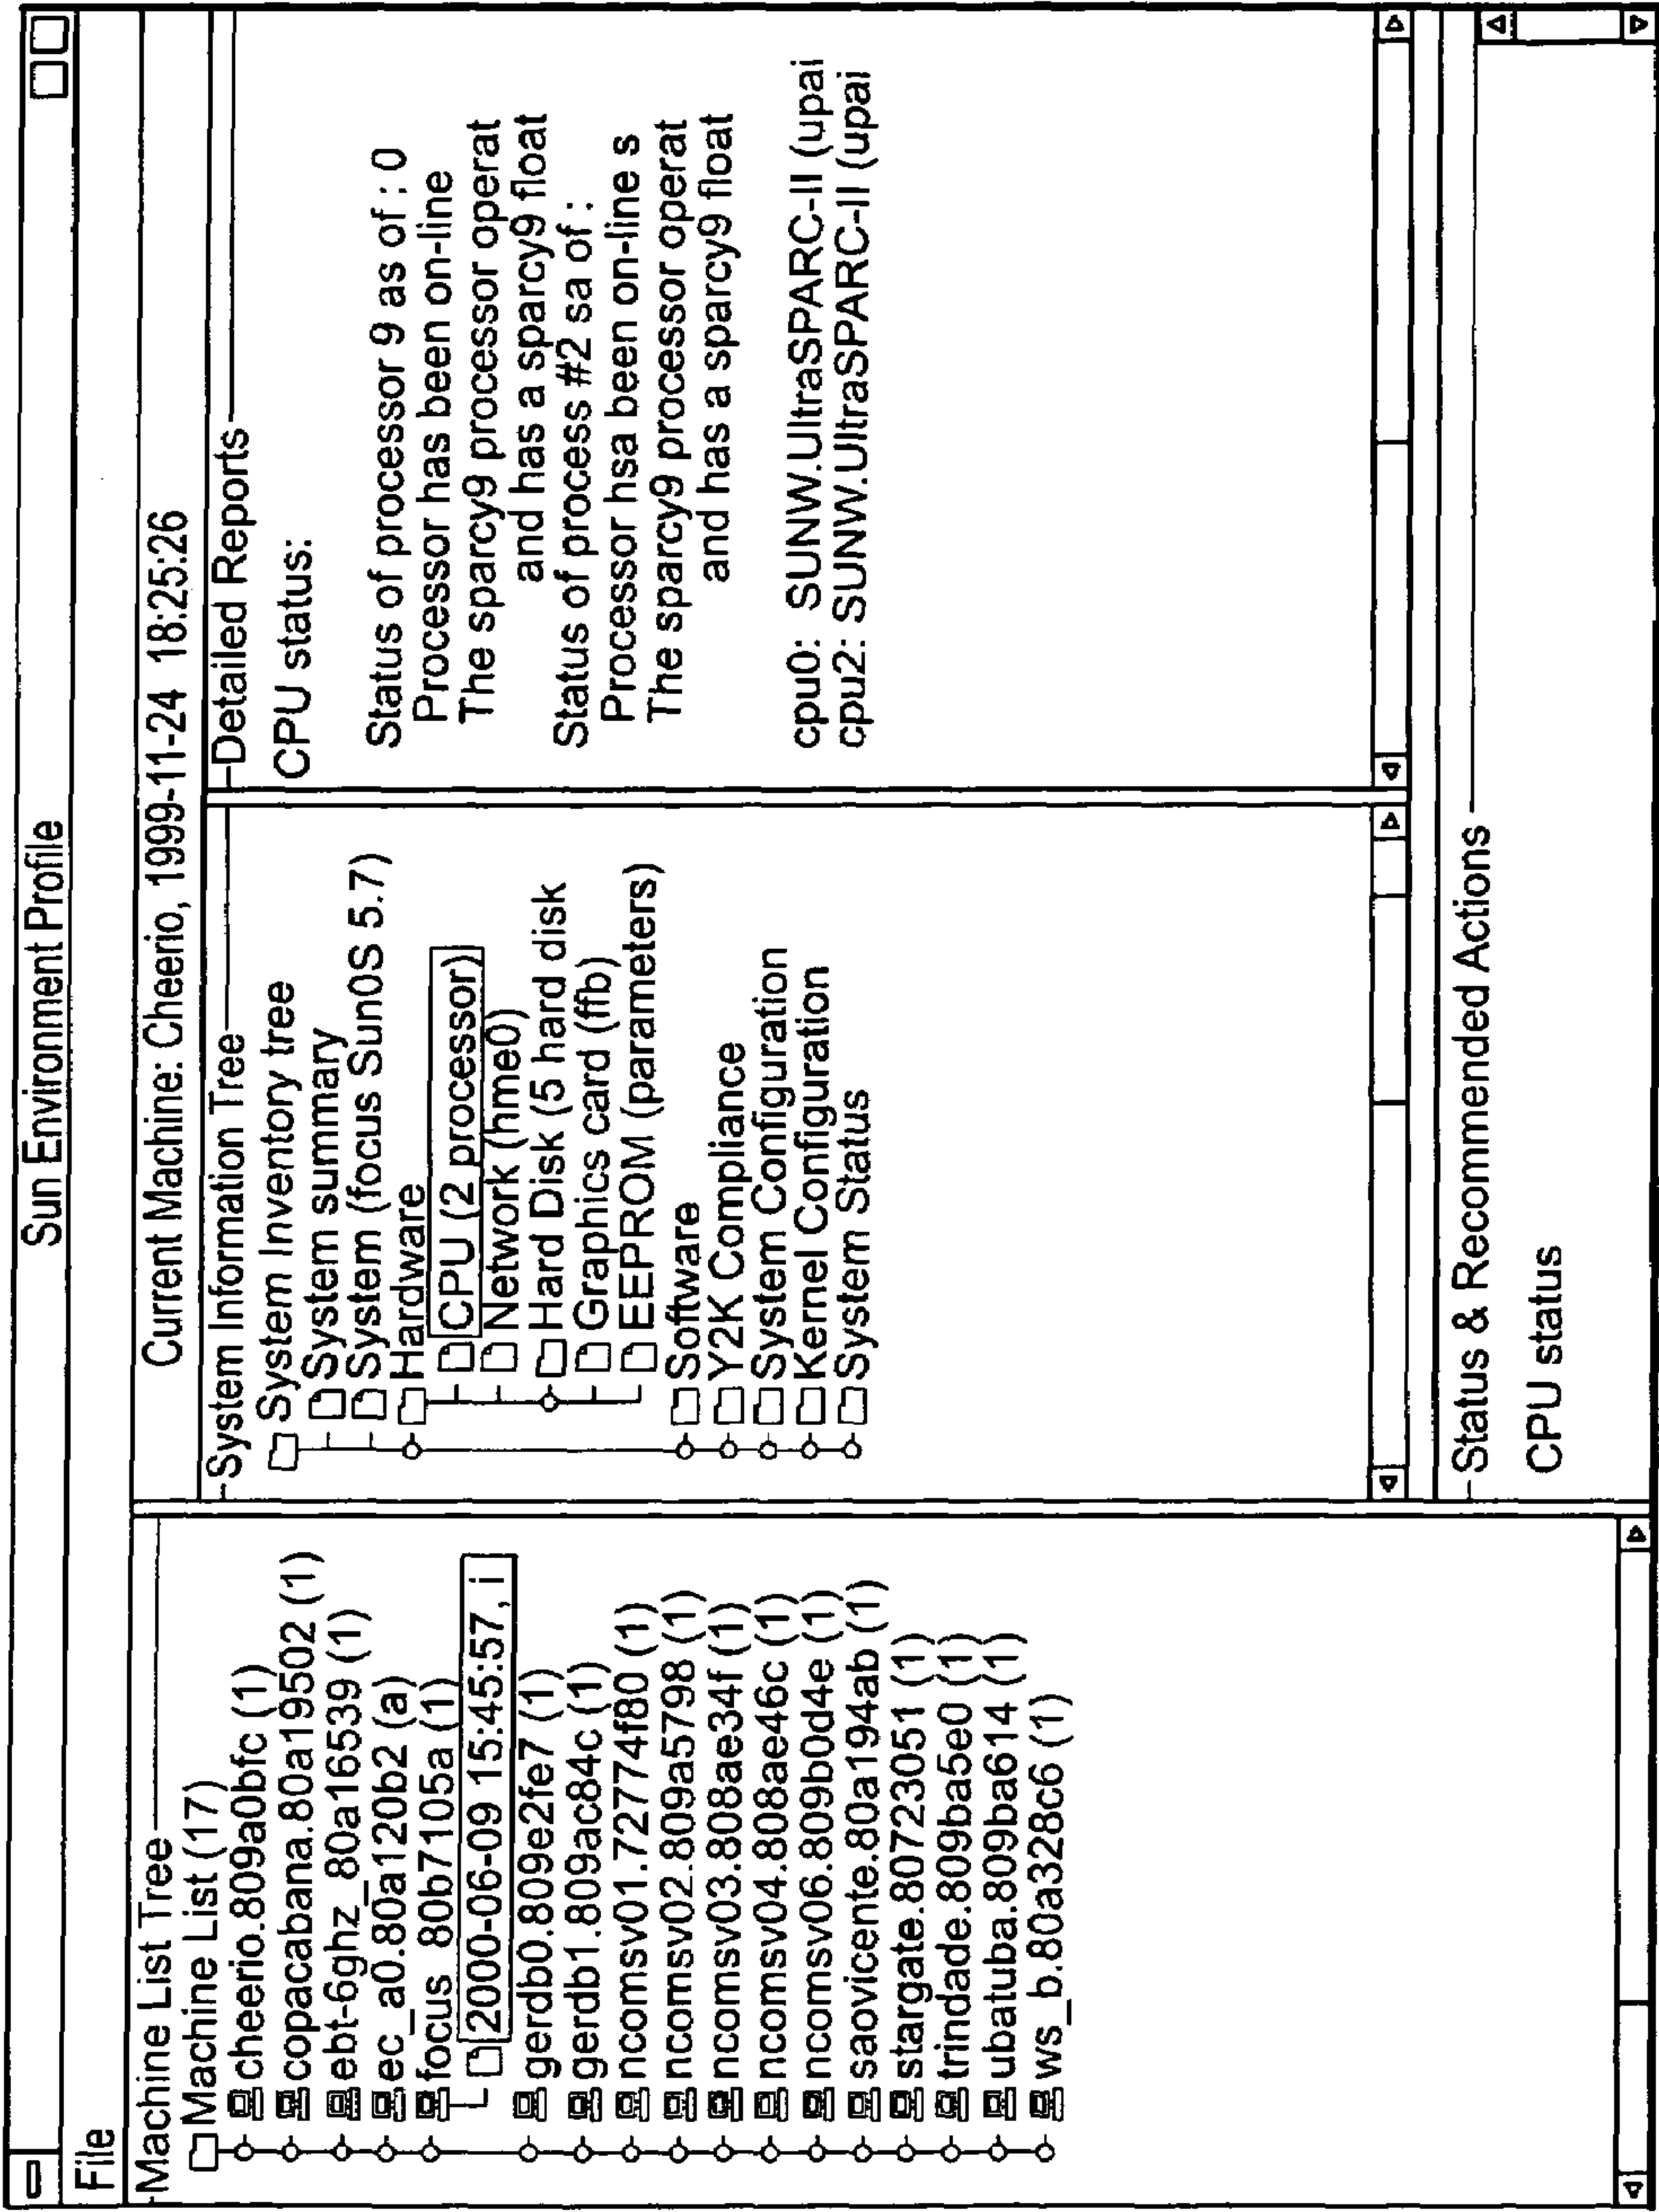 Sun Environment Profile
File
Machine List Tree
Machine List (17)
cheerio.809a0bfc (1)
copacabana.80a19502 (1)
ebt-6ghz_80a16539 (1)
ec_a0.80a120b2 (a)
focus_80b7105a (1)
2000-06-09 15:45:57, i
gerdb0.809e2fe7 (1)
gerdb1.809ac84c (1)
ncomsv01.72774f80 (1)
ncomsv02.809a5798 (1)
ncomsv03.808ae34f (1)
ncomsv04.808ae46c (1)
ncomsv06.809b0d4e (1)
saovicente.80a194ab (1)
stargate.80723051 (1)
trindade.809ba5e0 (1)
ubatuba.809ba614 (1)
ws_b.80a328c6 (1)
Current Machine: Cheerio, 1999-11-24 18:25:26
System Information Tree
System Inventory tree
System summary
System (focus Sun0S 5.7)
Hardware
CPU (2 processor)
Network (hme0)
Hard Disk (5 hard disk
Graphics card (ffb)
EEPROM (parameters)
Software
Y2K Compliance
System Configuration
Kernel Configuration
System Status
Detailed Reports
CPU status:
Status of processor 9 as of : 0
Processor has been on-line
The sparcy9 processor operat
and has a sparcy9 float
Status of process #2 sa of :
Processor hsa been on-line s
The sparcy9 processor operat
and has a sparcy9 float
cpu0: SUNW.UltraSPARC-II (upai
cpu2: SUNW.UltraSPARC-II (upai
Status & Recommended Actions
CPU status